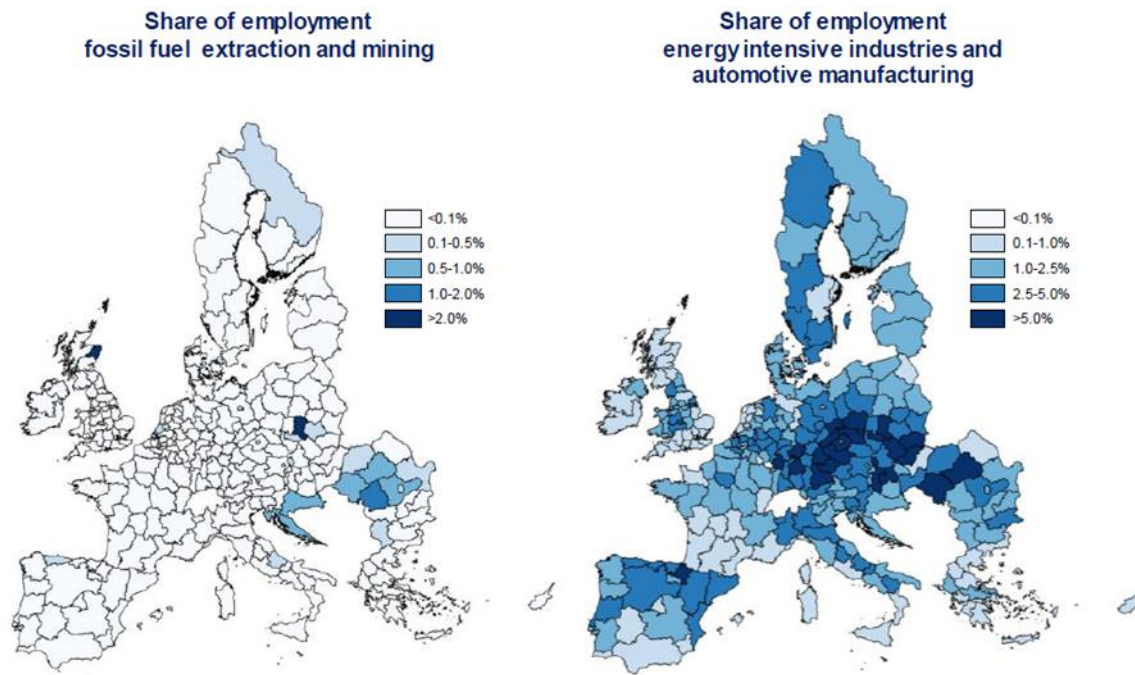 Share of employment
fossil fuel extraction and mining
<0.1%
0.1-0.5%
0.5-1.0%
1.0-2.0%
>2.0%
Share of employment
energy intensive industries and
automotive manufacturing
<0.1%
0.1-1.0%
1.0-2.5%
2.5-5.0%
>5.0%